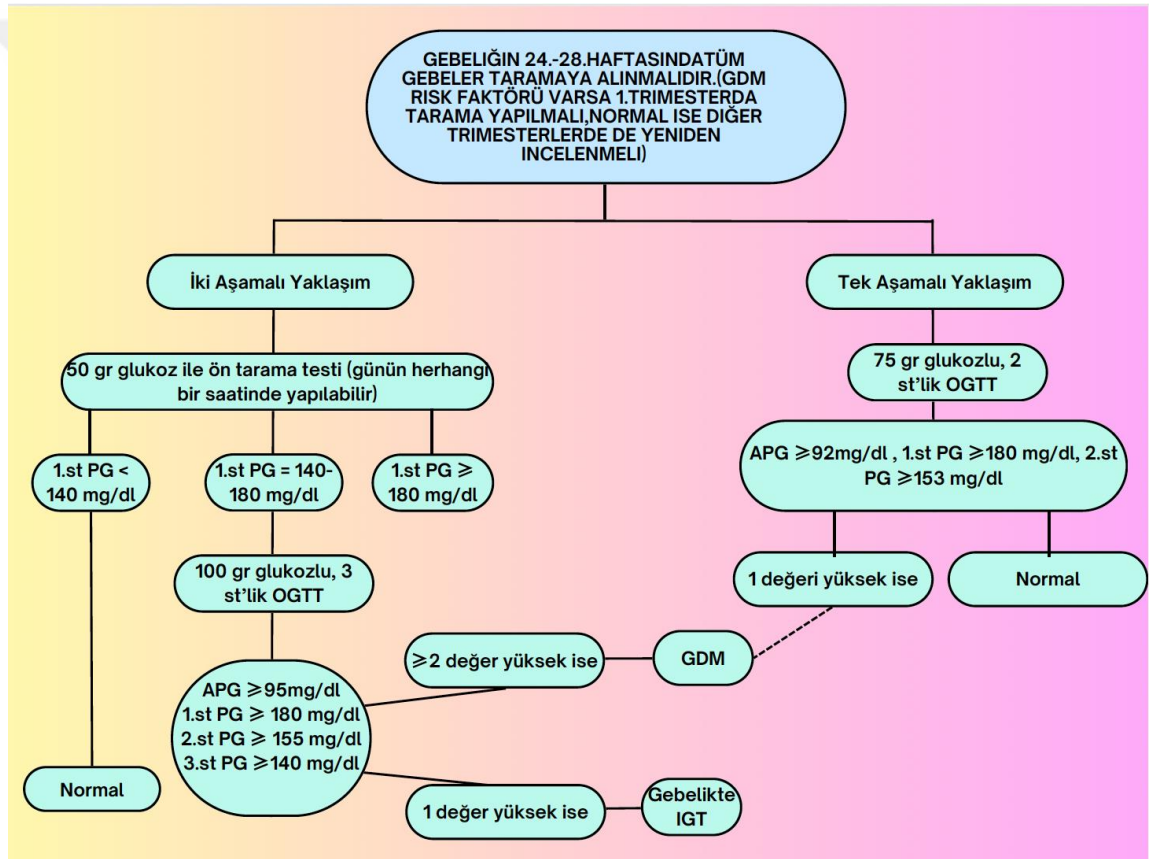 GEBELIĞIN 24.-28.HAFTASINDATÜM
GEBELER TARAMAYA ALINMALIDIR.(GDM
RISK FAKTÖRÜ VARSA 1.TRIMESTERDA
TARAMA YAPILMALI,NORMAL ISE DIĞER
TRIMESTERLERDE DE YENIDEN
INCELENMELI)
İki Aşamalı Yaklaşım
Tek Aşamalı Yaklaşım
50 gr glukoz ile ön tarama testi (günün herhangi
bir saatinde yapılabilir)
75 gr glukozlu, 2
st’lik OGTT
1.st PG <
140 mg/dl
1.st PG = 140-
180 mg/dl
1.st PG ≥
180 mg/dl
APG ≥92mg/dl , 1.st PG ≥180 mg/dl, 2.st
PG ≥153 mg/dl
100 gr glukozlu, 3
st’lik OGTT
1 değeri yüksek ise
Normal
≥2 değer yüksek ise
GDM
APG ≥95mg/dl
1.st PG ≥ 180 mg/dl
2.st PG ≥ 155 mg/dl
3.st PG ≥140 mg/dl
Normal
1 değer yüksek ise
Gebelikte
IGT